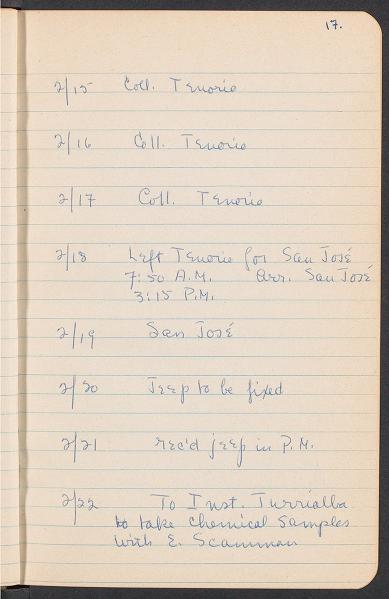 17.
2/15 Coll. Tenorio
2/16 Coll. Tenorio
2/17 Coll. Tenorio
2/18 Left Tenorio for San José
7:50 A.M. arr. San José
3:15 P.M.
2/19 San José
2/20 Jeep to be fixed
2/21 rec'd jeep in P.M.
2/22 To Inst. Turrialba
to take chemical samples
with E. Scamman